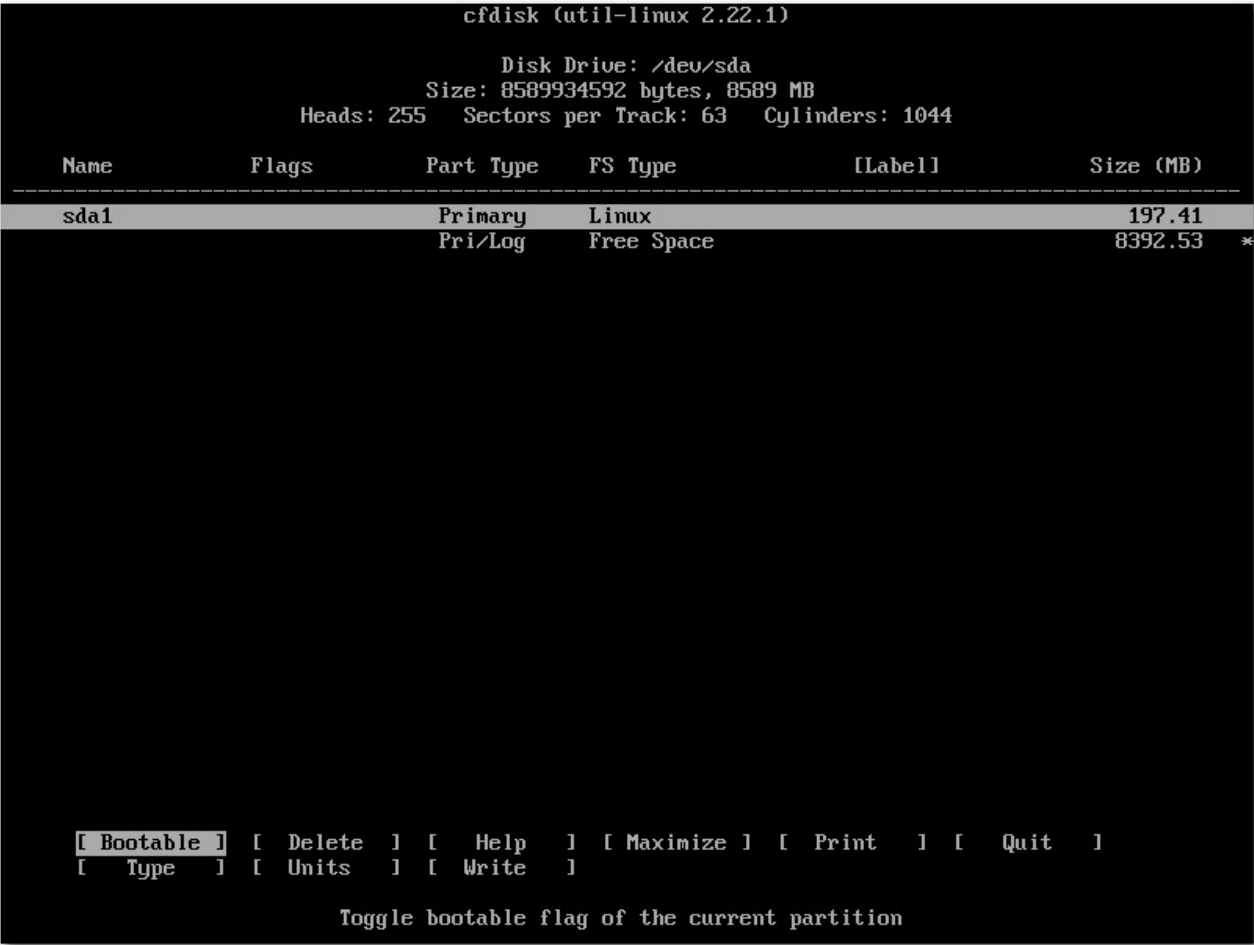 cfdisk (util-linux 2.22.1)
Disk Drive: /dev/sda
Size: 8589934592 bytes, 8589 MB
Heads: 255   Sectors per Track: 63   Cylinders: 1044
Name   Flags   Part Type   FS Type   [Label]   Size (MB)
sda1   Primary   Linux   197.41
Pri/Log   Free Space   8392.53   *
[ Bootable ]  [  Delete  ]  [   Help   ]  [ Maximize ]  [  Print   ]  [   Quit   ]
[   Type   ]  [  Units   ]  [  Write   ]
Toggle bootable flag of the current partition